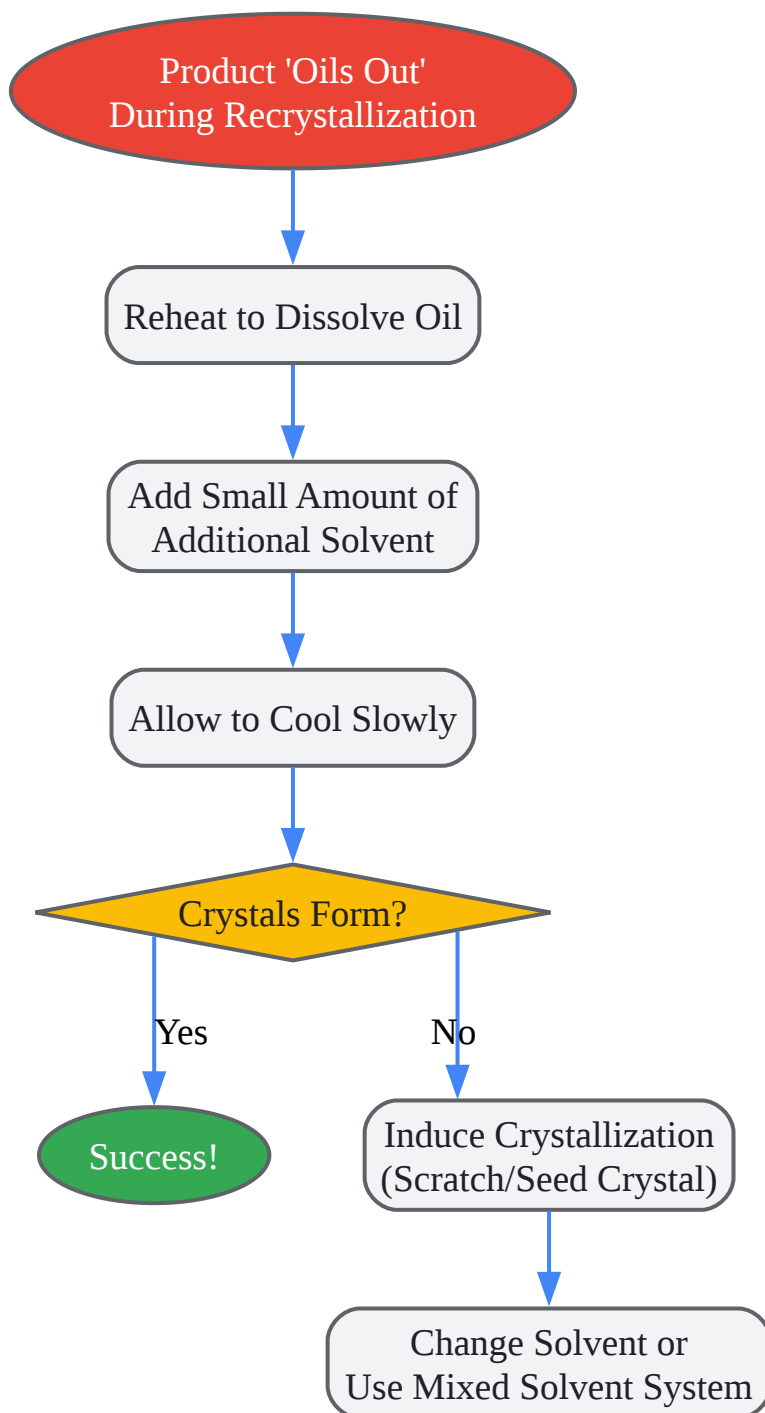 Product 'Oils Out'
During Recrystallization
Reheat to Dissolve Oil
Add Small Amount of
Additional Solvent
Allow to Cool Slowly
Crystals Form?
Yes
No
Success!
Induce Crystallization
(Scratch/Seed Crystal)
Change Solvent or
Use Mixed Solvent System